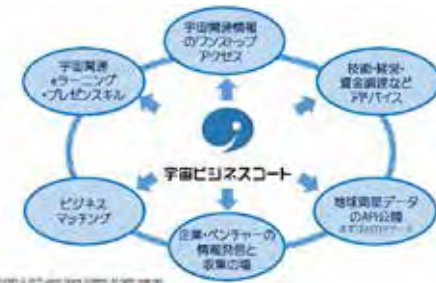 宇宙関連情報
のワンストップ
アクセス
宇宙関連
eラーニング
・プレゼンスキル
技術・経営・
資金調達など
アドバイス
宇宙ビジネスコート
ビジネス
マッチング
地球衛星データ
のAPI公開
企業・ベンチャーの
情報発信と
収集の場